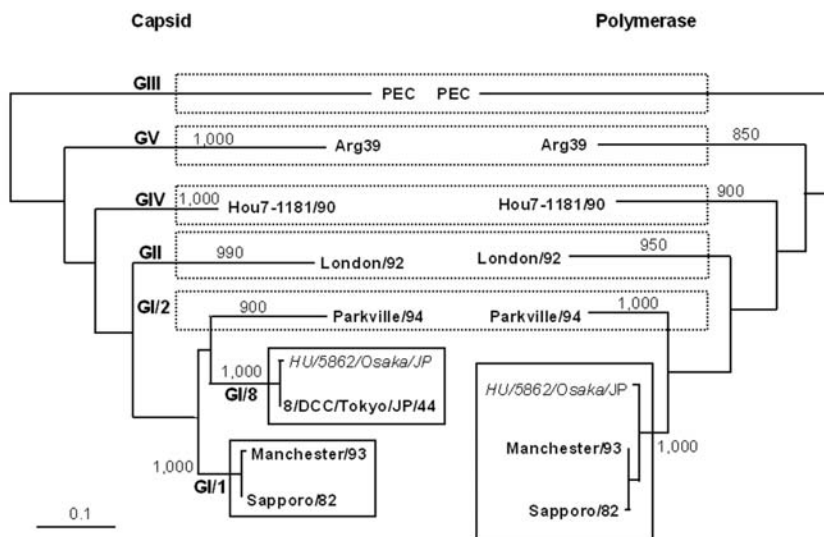 Capsid Polymerase
GIII PEC PEC
GV 1,000 Arg39 Arg39 850
GIV 1,000 Hou7-1181/90 Hou7-1181/90 900
GII 990 London/92 London/92 950
GI/2 900 Parkville/94 Parkville/94 1,000
HU/5862/Osaka/JP HU/5862/Osaka/JP
1,000
GI/8 8/DCC/Tokyo/JP/44
Manchester/93 Manchester/93 1,000
1,000
GI/1 Sapporo/82 Sapporo/82
0.1